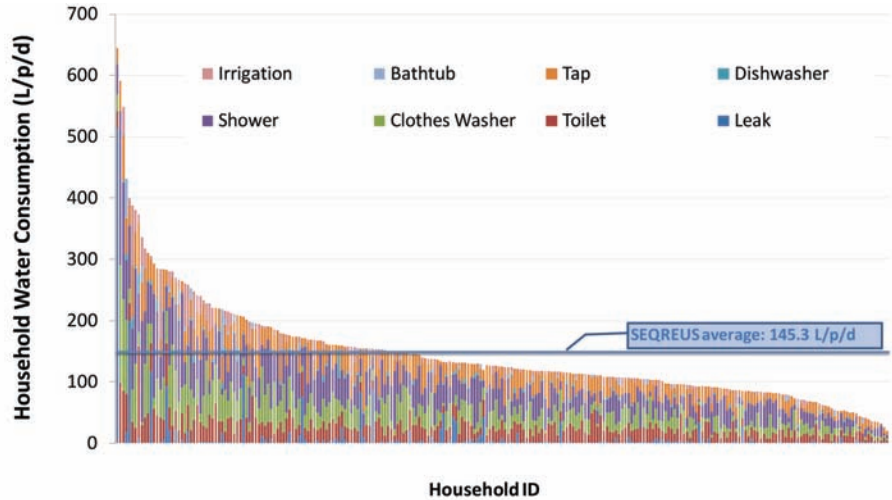 Household Water Consumption (L/p/d)
700
600
500
400
300
200
100
0
Irrigation
Bathtub
Tap
Dishwasher
Shower
Clothes Washer
Toilet
Leak
SEQREUS average: 145.3 L/p/d
Household ID